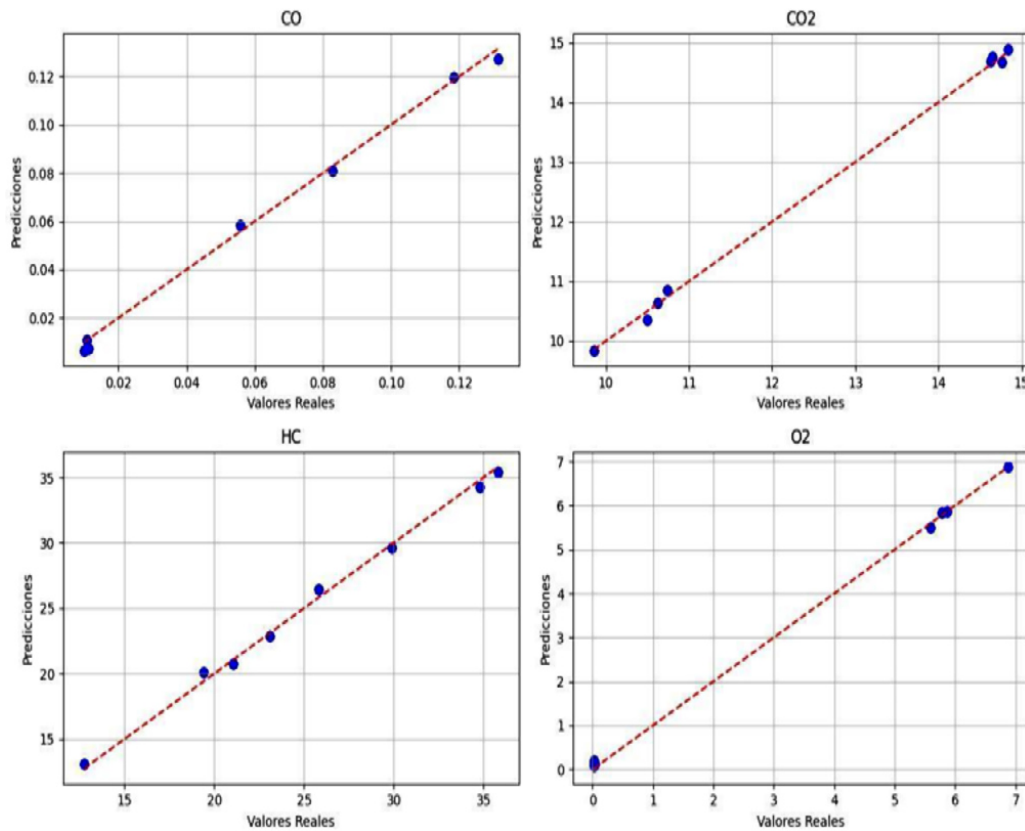 CO
0.12
0.10
0.08
0.06
0.04
0.02
Predicciones
0.02 0.04 0.06 0.08 0.10 0.12
Valores Reales
CO2
15
14
13
12
11
10
Predicciones
10 11 12 13 14 15
Valores Reales
HC
35
30
25
20
15
Predicciones
15 20 25 30 35
Valores Reales
O2
7
6
5
4
3
2
1
0
Predicciones
0 1 2 3 4 5 6 7
Valores Reales